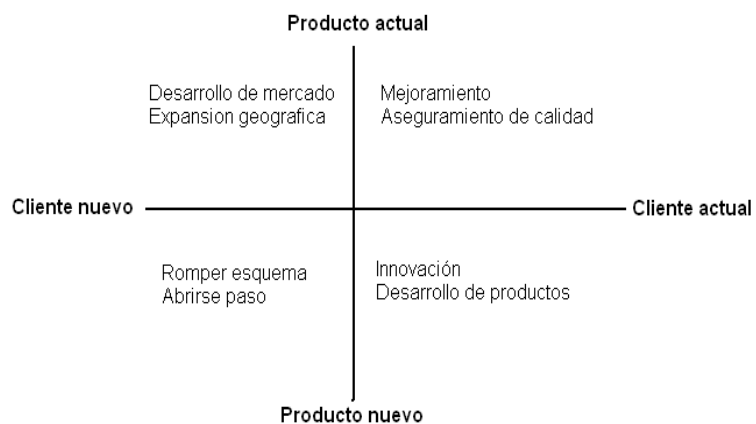 Producto actual
Desarrollo de mercado
Expansion geografica
Mejoramiento
Aseguramiento de calidad
Cliente nuevo
Cliente actual
Romper esquema
Abrirse paso
Innovación
Desarrollo de productos
Producto nuevo